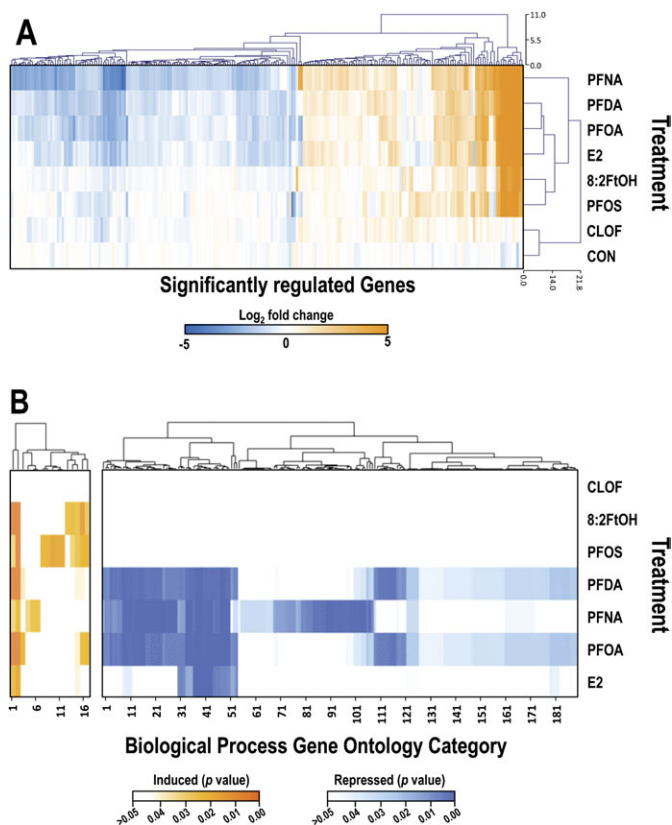 A
11.0
5.5
0.0
PFNA
PFDA
PFOA
E2
8:2FtOH
PFOS
CLOF
CON
Treatment
0.0
14.0
21.8
Significantly regulated Genes
Log2 fold change
-5 0 5
B
CLOF
8:2FtOH
PFOS
PFDA
PFNA
PFOA
E2
Treatment
1 6 11 16 1 11 21 31 41 51 61 71 81 91 101 111 121 131 141 151 161 171 181
Biological Process Gene Ontology Category
Induced (p value) Repressed (p value)
>0.05 0.04 0.03 0.02 0.01 0.00 >0.05 0.04 0.03 0.02 0.01 0.00